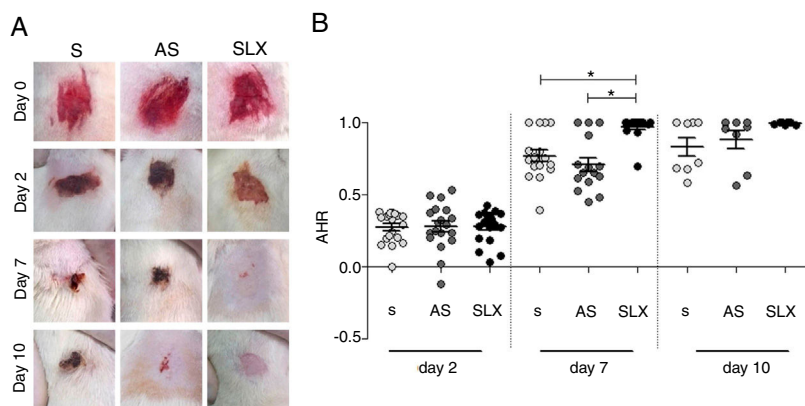 A
S AS SLX
Day 0
Day 2
Day 7
Day 10
B
* 
*
AHR
1.0
0.5
0.0
-0.5
s AS SLX s AS SLX s AS SLX
day 2 day 7 day 10